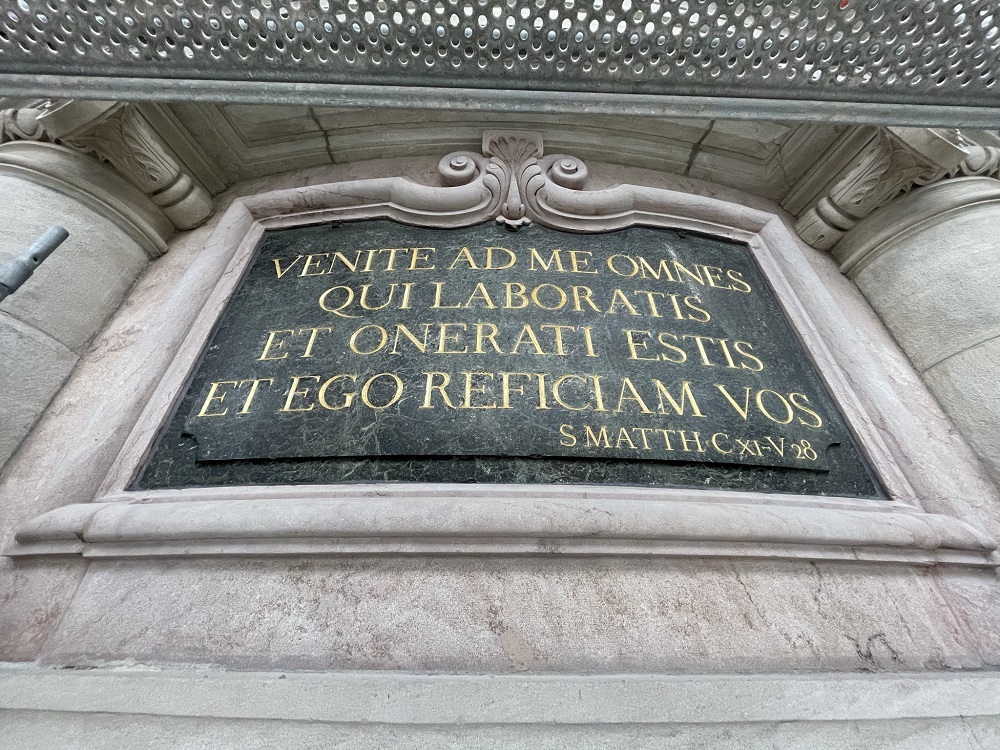 VENITE AD ME OMNES
QUI LABORATIS
ET ONERATI ESTIS
ET EGO REFICIAM VOS
S MATTH·C XI-V 28